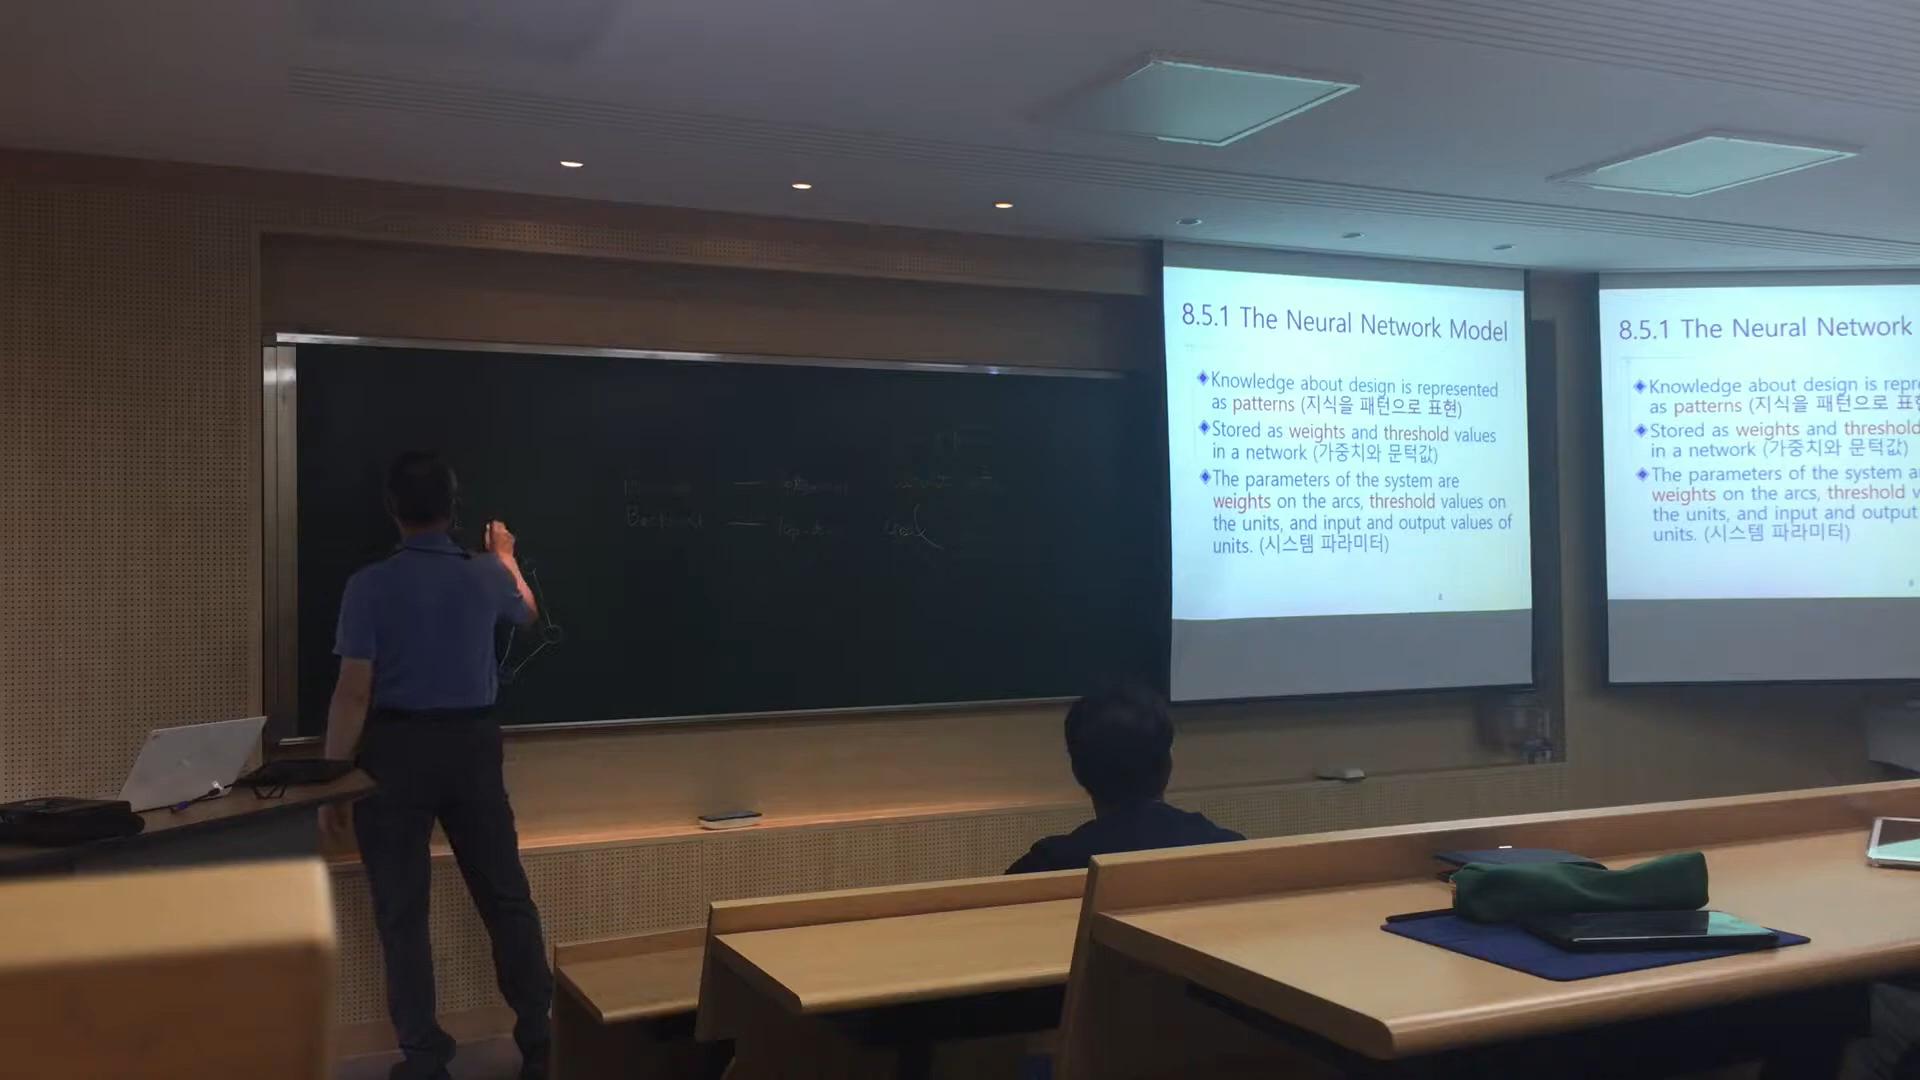 8.5.1 The Neural Network Model
Knowledge about design is represented
as patterns (지식을 패턴으로 표현)
Stored as weights and threshold values
in a network (가중치와 문턱값)
The parameters of the system are
weights on the arcs, threshold values on
the units, and input and output values of
units. (시스템 파라미터)
8
8.5.1 The Neural Network
Knowledge about design is repre
as patterns (지식을 패턴으로 표현
Stored as weights and threshold
in a network (가중치와 문턱값)
The parameters of the system a
weights on the arcs, threshold v
the units, and input and output
units. (시스템 파라미터)
8